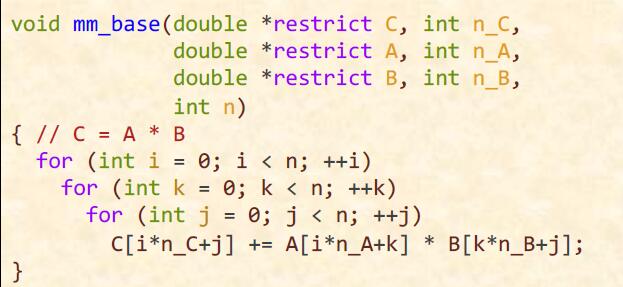 void mm_base(double *restrict C, int n_C,
             double *restrict A, int n_A,
             double *restrict B, int n_B,
             int n)
{ // C = A * B
  for (int i = 0; i < n; ++i)
    for (int k = 0; k < n; ++k)
      for (int j = 0; j < n; ++j)
        C[i*n_C+j] += A[i*n_A+k] * B[k*n_B+j];
}